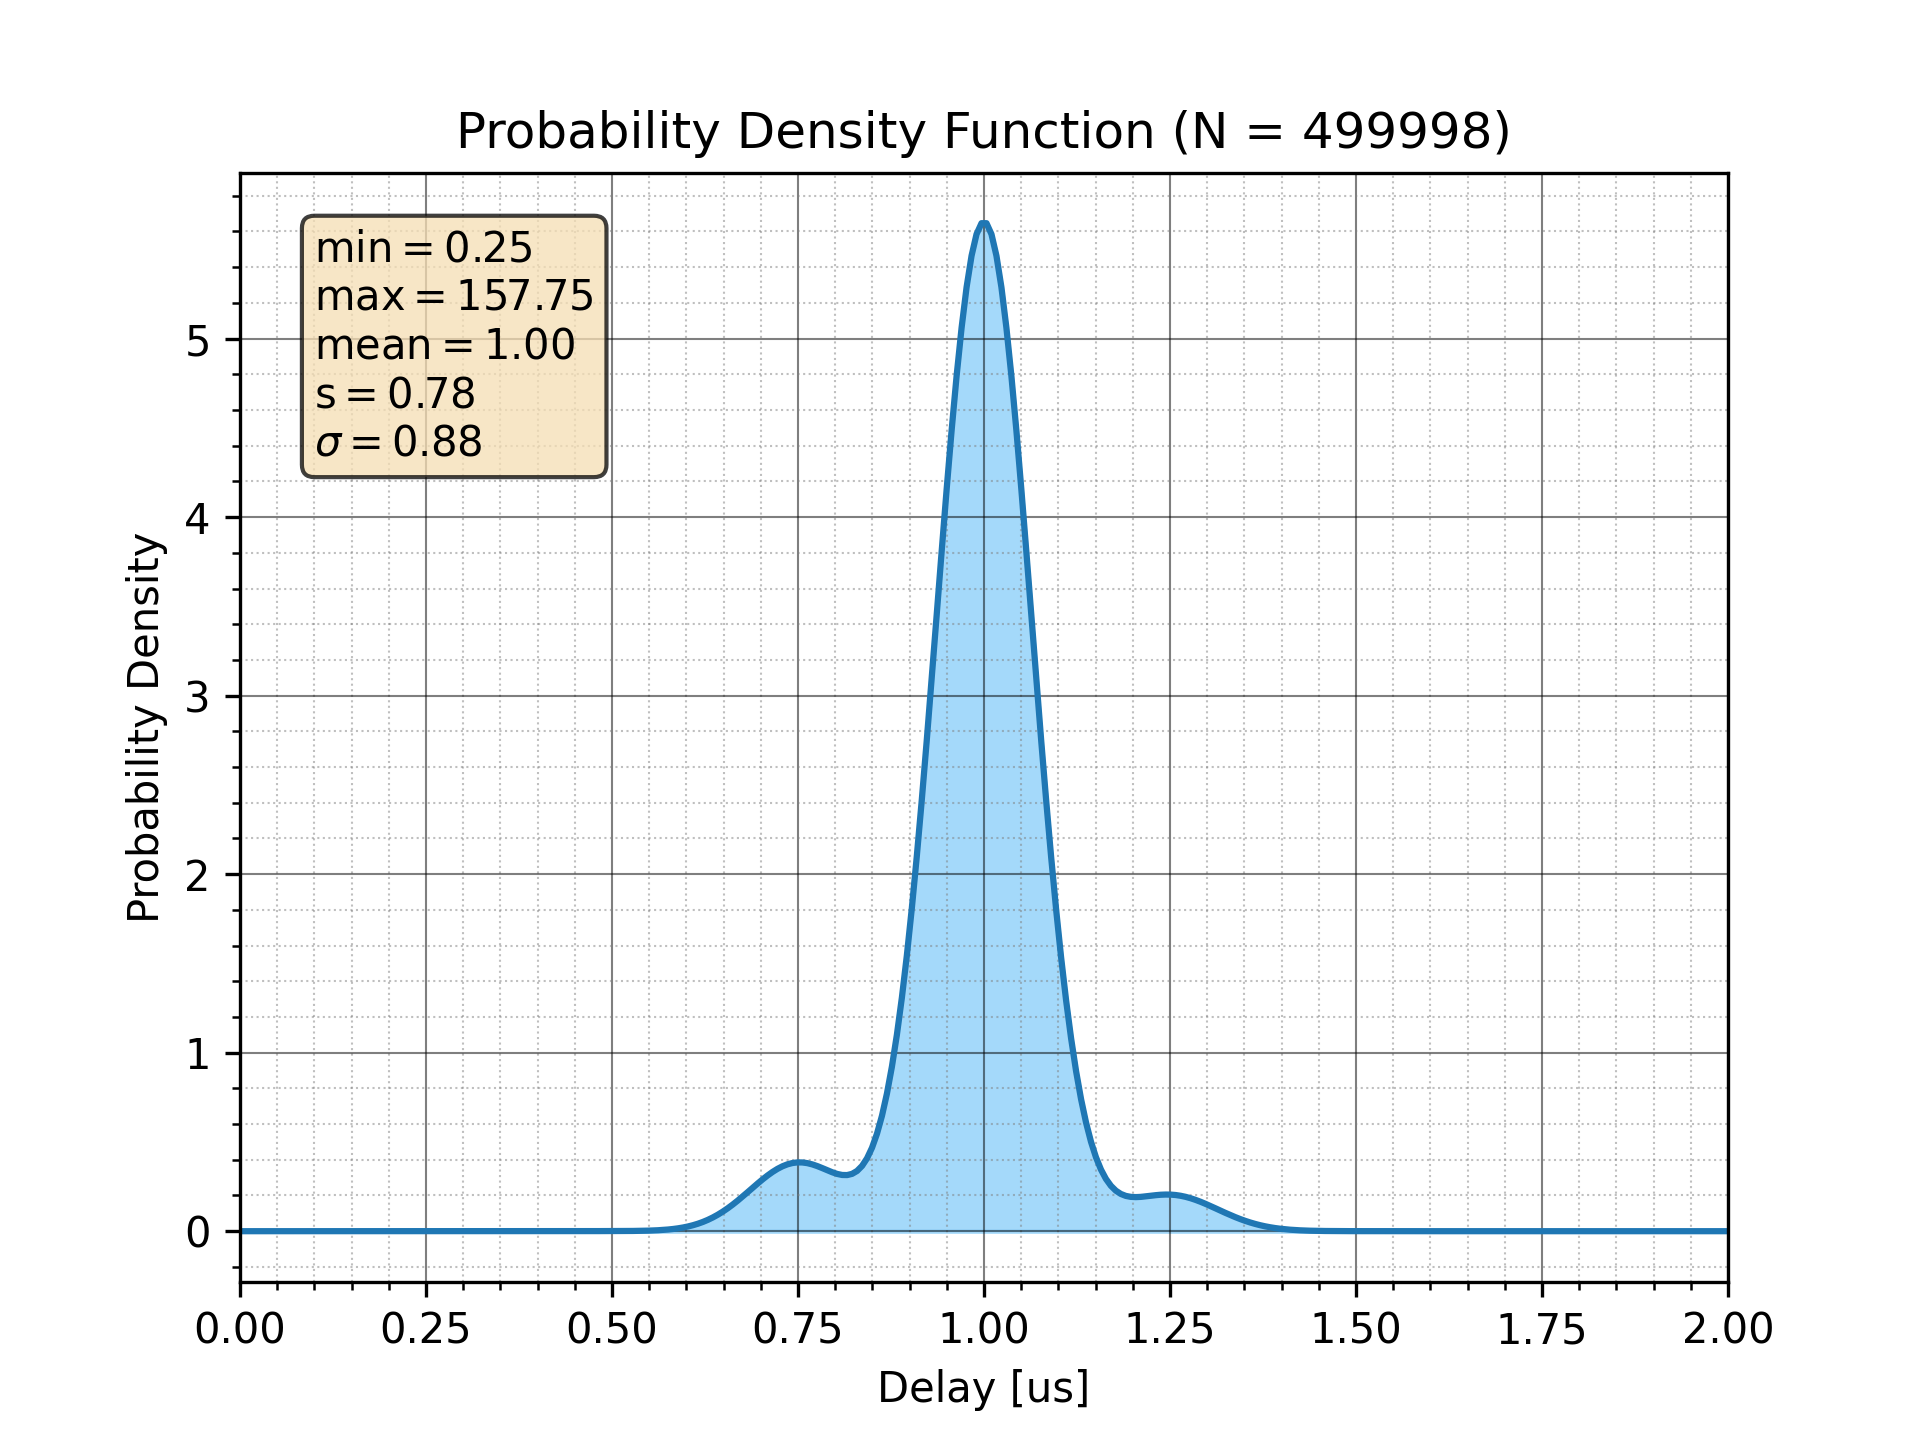 Probability Density Function (N = 499998)
min = 0.25
max = 157.75
mean = 1.00
s = 0.78
σ = 0.88
Probability Density
5
4
3
2
1
0
0.00 0.25 0.50 0.75 1.00 1.25 1.50 1.75 2.00
Delay [us]